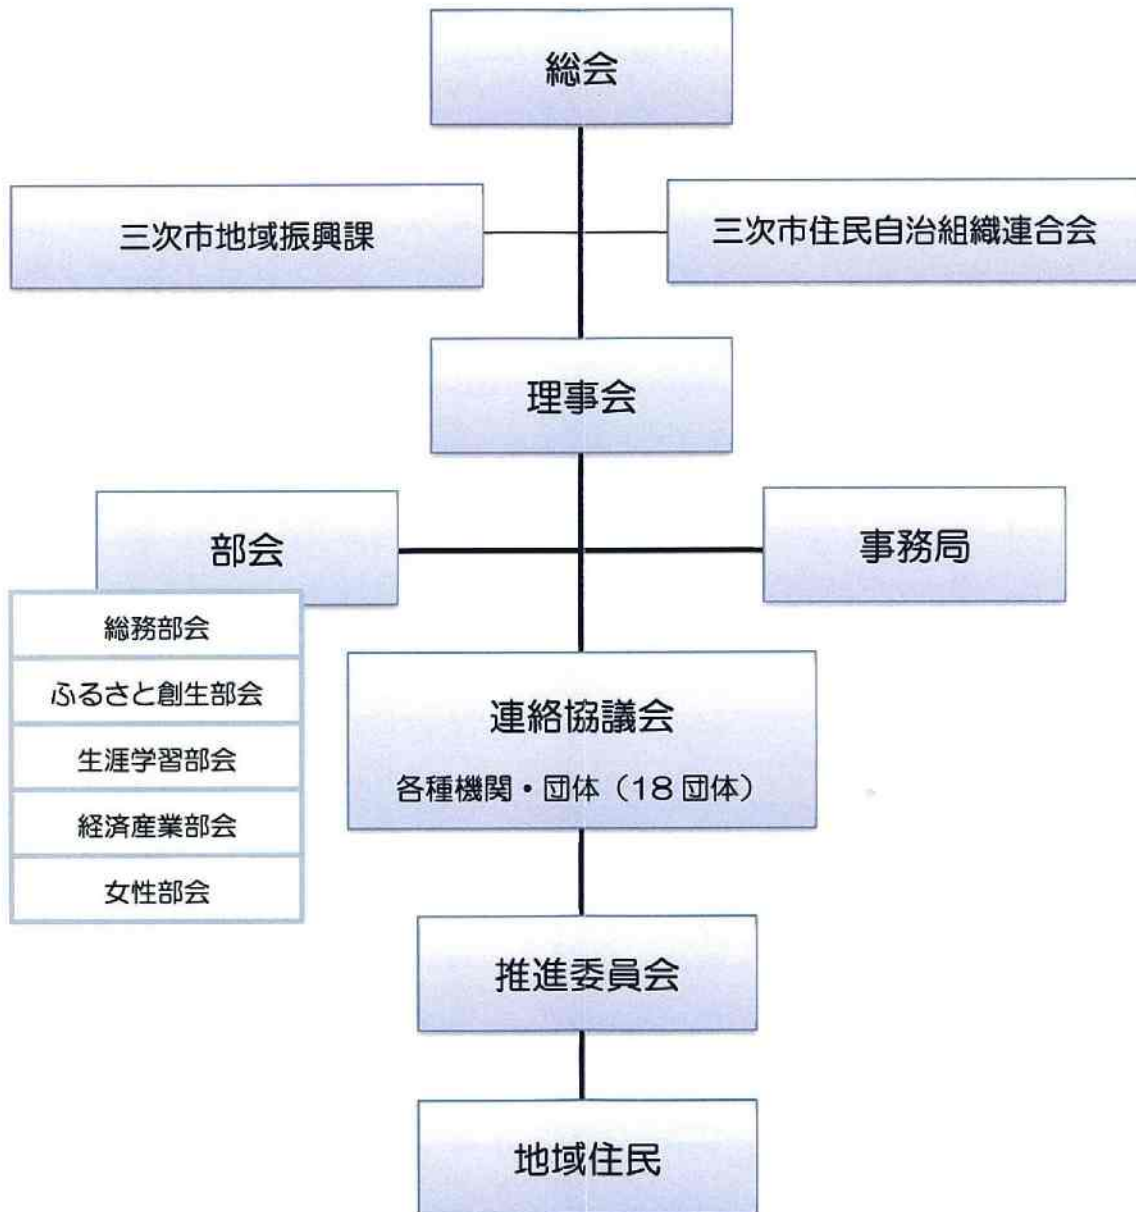 総会
三次市地域振興課
三次市住民自治組織連合会
理事会
部会
事務局
総務部会
ふるさと創生部会
生涯学習部会
経済産業部会
女性部会
連絡協議会
各種機関・団体（18 団体）
推進委員会
地域住民